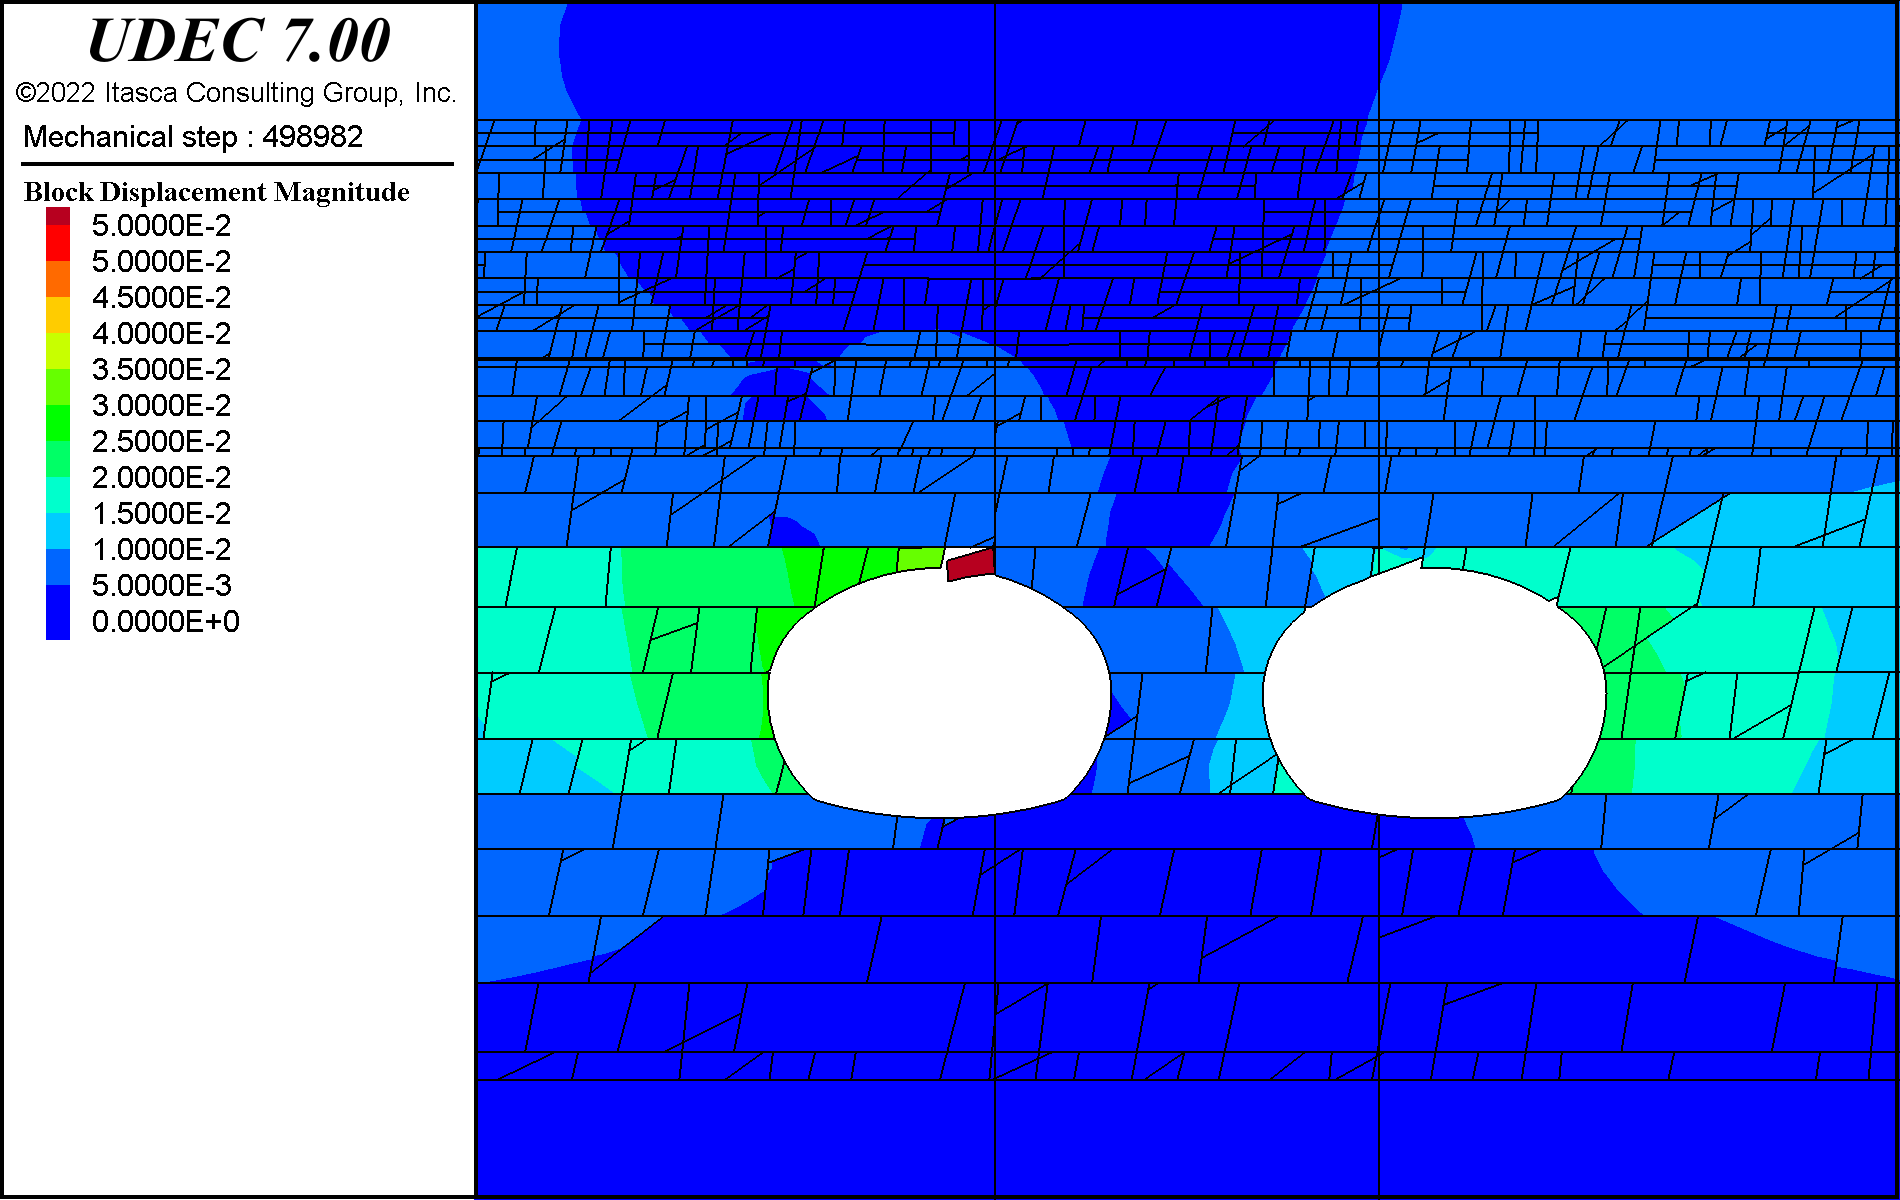 UDEC 7.00
©2022 Itasca Consulting Group, Inc.
Mechanical step : 498982
Block Displacement Magnitude
5.0000E-2
5.0000E-2
4.5000E-2
4.0000E-2
3.5000E-2
3.0000E-2
2.5000E-2
2.0000E-2
1.5000E-2
1.0000E-2
5.0000E-3
0.0000E+0